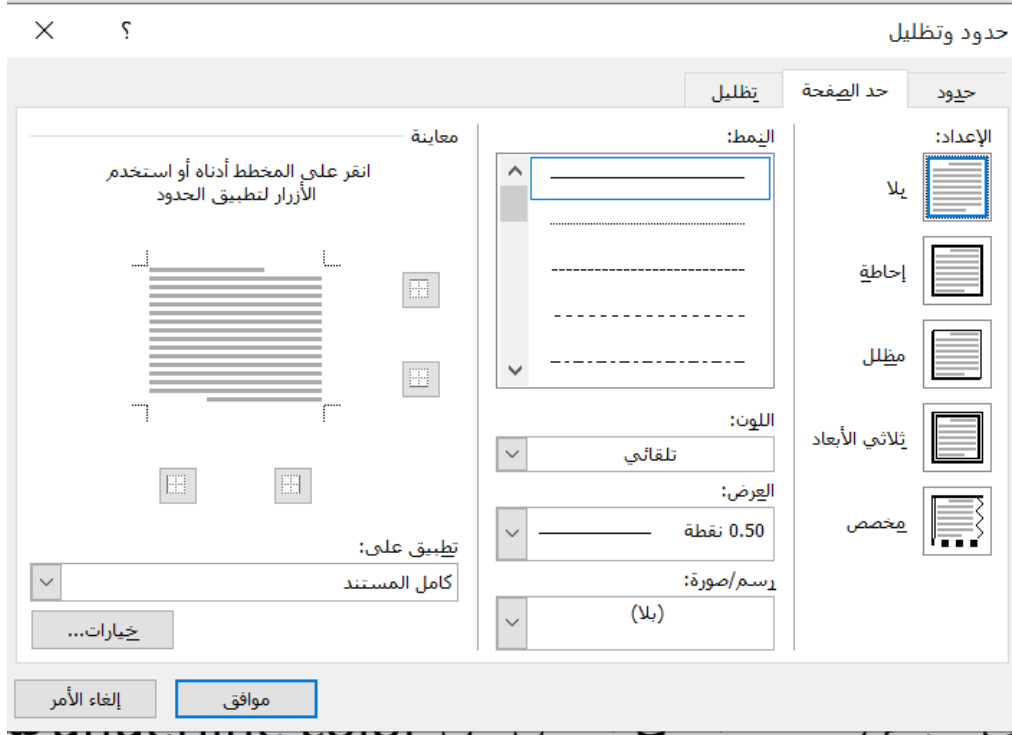 حدود وتظليل
؟
حدود
حد الصفحة
تظليل
الإعداد:
بلا
إحاطة
مظلل
ثلاثي الأبعاد
مخصص
النمط:
اللون:
تلقائي
العرض:
0.50 نقطة
رسم/صورة:
(بلا)
معاينة
انقر على المخطط أدناه أو استخدم
الأزرار لتطبيق الحدود
تطبيق على:
كامل المستند
خيارات...
موافق
إلغاء الأمر